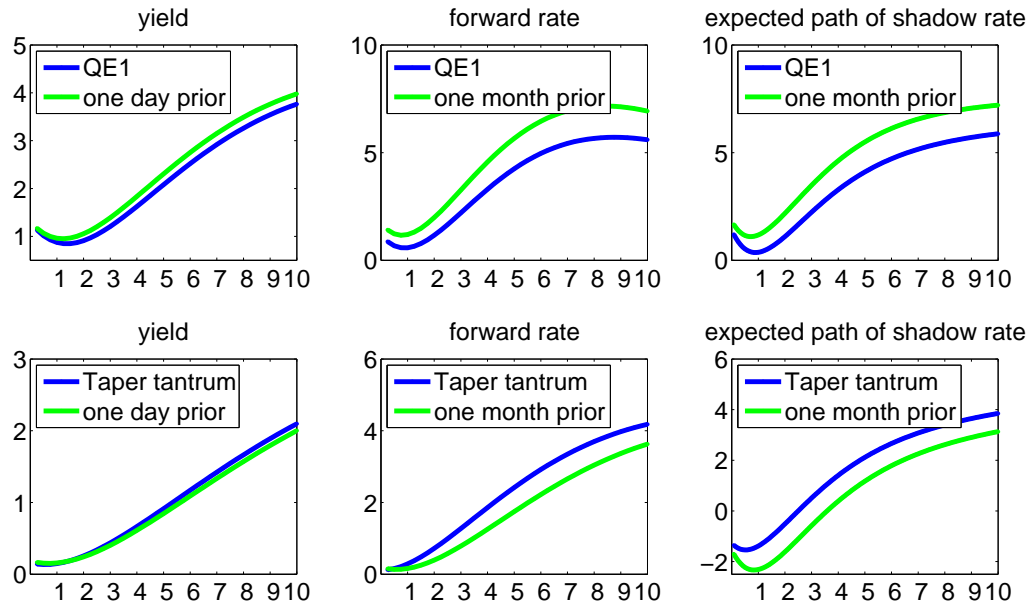 yield
5
4
3
2
1
QE1
one day prior
1 2 3 4 5 6 7 8 9 10
forward rate
10
5
0
QE1
one month prior
1 2 3 4 5 6 7 8 9 10
expected path of shadow rate
10
5
0
QE1
one month prior
1 2 3 4 5 6 7 8 9 10
yield
3
2
1
0
Taper tantrum
one day prior
1 2 3 4 5 6 7 8 9 10
forward rate
6
4
2
0
Taper tantrum
one month prior
1 2 3 4 5 6 7 8 9 10
expected path of shadow rate
6
4
2
0
−2
Taper tantrum
one month prior
1 2 3 4 5 6 7 8 9 10